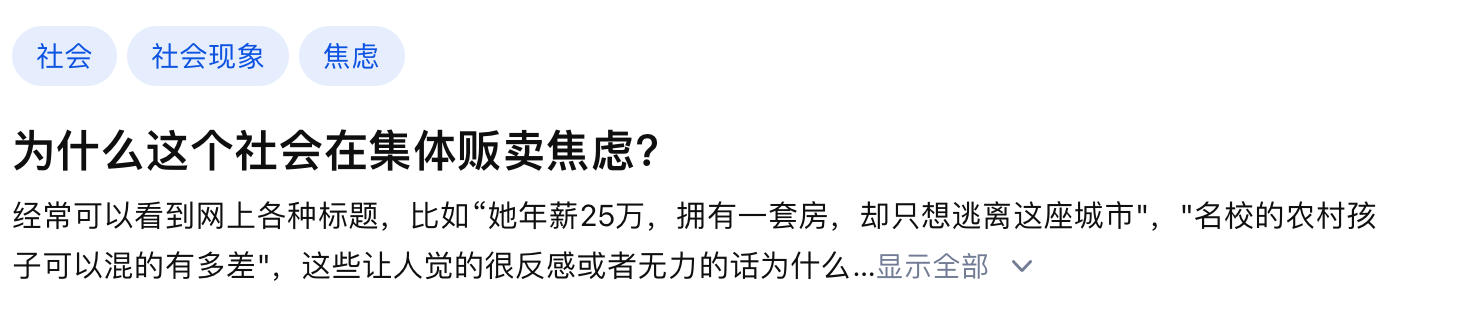 社会 社会现象 焦虑
为什么这个社会在集体贩卖焦虑?
经常可以看到网上各种标题，比如“她年薪25万，拥有一套房，却只想逃离这座城市"，"名校的农村孩
子可以混的有多差"，这些让人觉的很反感或者无力的话为什么...显示全部